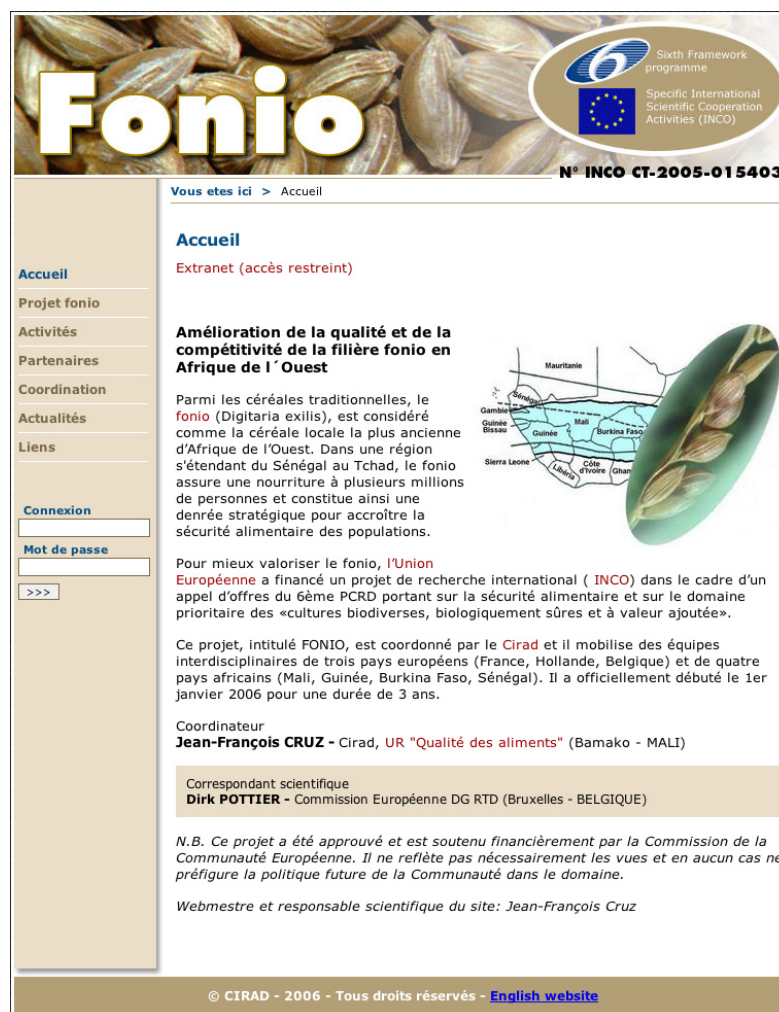 Fonio
6
Sixth Framework
programme
Specific International
Scientific Cooperation
Activities (INCO)
N° INCO CT-2005-015403
Vous etes ici > Accueil
Accueil
Projet fonio
Activités
Partenaires
Coordination
Actualités
Liens
Connexion
Mot de passe
>>>
Accueil
Extranet (accès restreint)
Amélioration de la qualité et de la
compétitivité de la filière fonio en
Afrique de l´Ouest
Parmi les céréales traditionnelles, le
fonio (Digitaria exilis), est considéré
comme la céréale locale la plus ancienne
d’Afrique de l’Ouest. Dans une région
s'étendant du Sénégal au Tchad, le fonio
assure une nourriture à plusieurs millions
de personnes et constitue ainsi une
denrée stratégique pour accroître la
sécurité alimentaire des populations.
Mauritanie
Sénégal
Gambie
Guinée
Bissau
Guinée
Mali
Burkina Faso
Sierra Leone
Libéria
Côte
d'Ivoire
Ghan
Pour mieux valoriser le fonio, l’Union
Européenne a financé un projet de recherche international ( INCO) dans le cadre d’un
appel d’offres du 6ème PCRD portant sur la sécurité alimentaire et sur le domaine
prioritaire des «cultures biodiverses, biologiquement sûres et à valeur ajoutée».
Ce projet, intitulé FONIO, est coordonné par le Cirad et il mobilise des équipes
interdisciplinaires de trois pays européens (France, Hollande, Belgique) et de quatre
pays africains (Mali, Guinée, Burkina Faso, Sénégal). Il a officiellement débuté le 1er
janvier 2006 pour une durée de 3 ans.
Coordinateur
Jean-François CRUZ - Cirad, UR "Qualité des aliments" (Bamako - MALI)
Correspondant scientifique
Dirk POTTIER - Commission Européenne DG RTD (Bruxelles - BELGIQUE)
N.B. Ce projet a été approuvé et est soutenu financièrement par la Commission de la
Communauté Européenne. Il ne reflète pas nécessairement les vues et en aucun cas ne
préfigure la politique future de la Communauté dans le domaine.
Webmestre et responsable scientifique du site: Jean-François Cruz
© CIRAD - 2006 - Tous droits réservés - English website